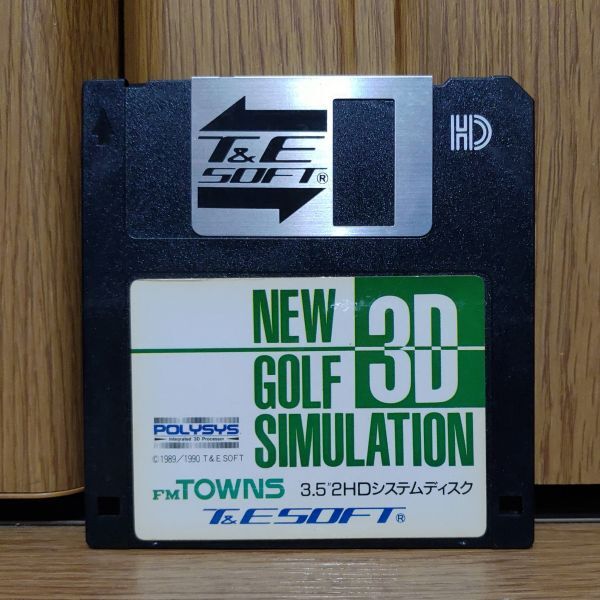 T&E
SOFT®
HD
NEW 3D
GOLF
SIMULATION
POLYSYS
Integrated 3D Processor
©1989/1990 T&E SOFT
FM TOWNS 3.5"2HDシステムディスク
T&E SOFT®